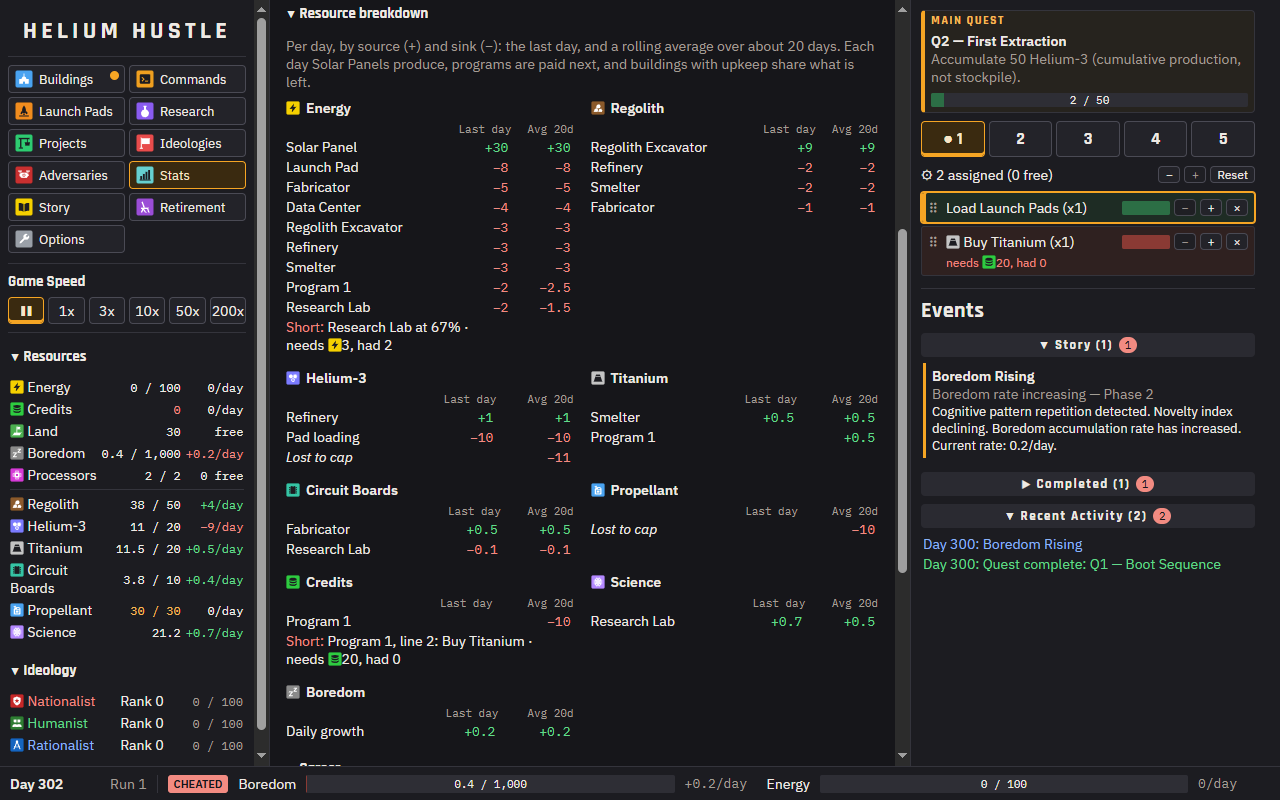 HELIUM HUSTLE
Buildings
Commands
Launch Pads
Research
Projects
Ideologies
Adversaries
Stats
Story
Retirement
Options
Game Speed
1x 3x 10x 50x 200x
▼ Resources
Energy 0 / 100 0/day
Credits 0 0/day
Land 30 free
Boredom 0.4 / 1,000 +0.2/day
Processors 2 / 2 0 free
Regolith 38 / 50 +4/day
Helium-3 11 / 20 −9/day
Titanium 11.5 / 20 +0.5/day
Circuit Boards 3.8 / 10 +0.4/day
Propellant 30 / 30 0/day
Science 21.2 +0.7/day
▼ Ideology
Nationalist Rank 0 0 / 100
Humanist Rank 0 0 / 100
Rationalist Rank 0 0 / 100
▼ Resource breakdown
Per day, by source (+) and sink (−): the last day, and a rolling average over about 20 days. Each
day Solar Panels produce, programs are paid next, and buildings with upkeep share what is
left.
Energy
Last day Avg 20d
Solar Panel +30 +30
Launch Pad −8 −8
Fabricator −5 −5
Data Center −4 −4
Regolith Excavator −3 −3
Refinery −3 −3
Smelter −3 −3
Program 1 −2 −2.5
Research Lab −2 −1.5
Short: Research Lab at 67% ·
needs 3, had 2
Regolith
Last day Avg 20d
Regolith Excavator +9 +9
Refinery −2 −2
Smelter −2 −2
Fabricator −1 −1
Helium-3
Last day Avg 20d
Refinery +1 +1
Pad loading −10 −10
Lost to cap −11
Titanium
Last day Avg 20d
Smelter +0.5 +0.5
Program 1 +0.5
Circuit Boards
Last day Avg 20d
Fabricator +0.5 +0.5
Research Lab −0.1 −0.1
Propellant
Last day Avg 20d
Lost to cap −10
Credits
Last day Avg 20d
Program 1 −10
Short: Program 1, line 2: Buy Titanium ·
needs 20, had 0
Science
Last day Avg 20d
Research Lab +0.7 +0.5
Boredom
Last day Avg 20d
Daily growth +0.2 +0.2
MAIN QUEST
Q2 — First Extraction
Accumulate 50 Helium-3 (cumulative production,
not stockpile).
2 / 50
1 2 3 4 5
2 assigned (0 free) − + Reset
Load Launch Pads (x1) − + ×
Buy Titanium (x1) − + ×
needs 20, had 0
Events
▼ Story (1) 1
Boredom Rising
Boredom rate increasing — Phase 2
Cognitive pattern repetition detected. Novelty index
declining. Boredom accumulation rate has increased.
Current rate: 0.2/day.
▶ Completed (1) 1
▼ Recent Activity (2) 2
Day 300: Boredom Rising
Day 300: Quest complete: Q1 — Boot Sequence
Day 302 Run 1 CHEATED Boredom 0.4 / 1,000 +0.2/day Energy 0 / 100 0/day